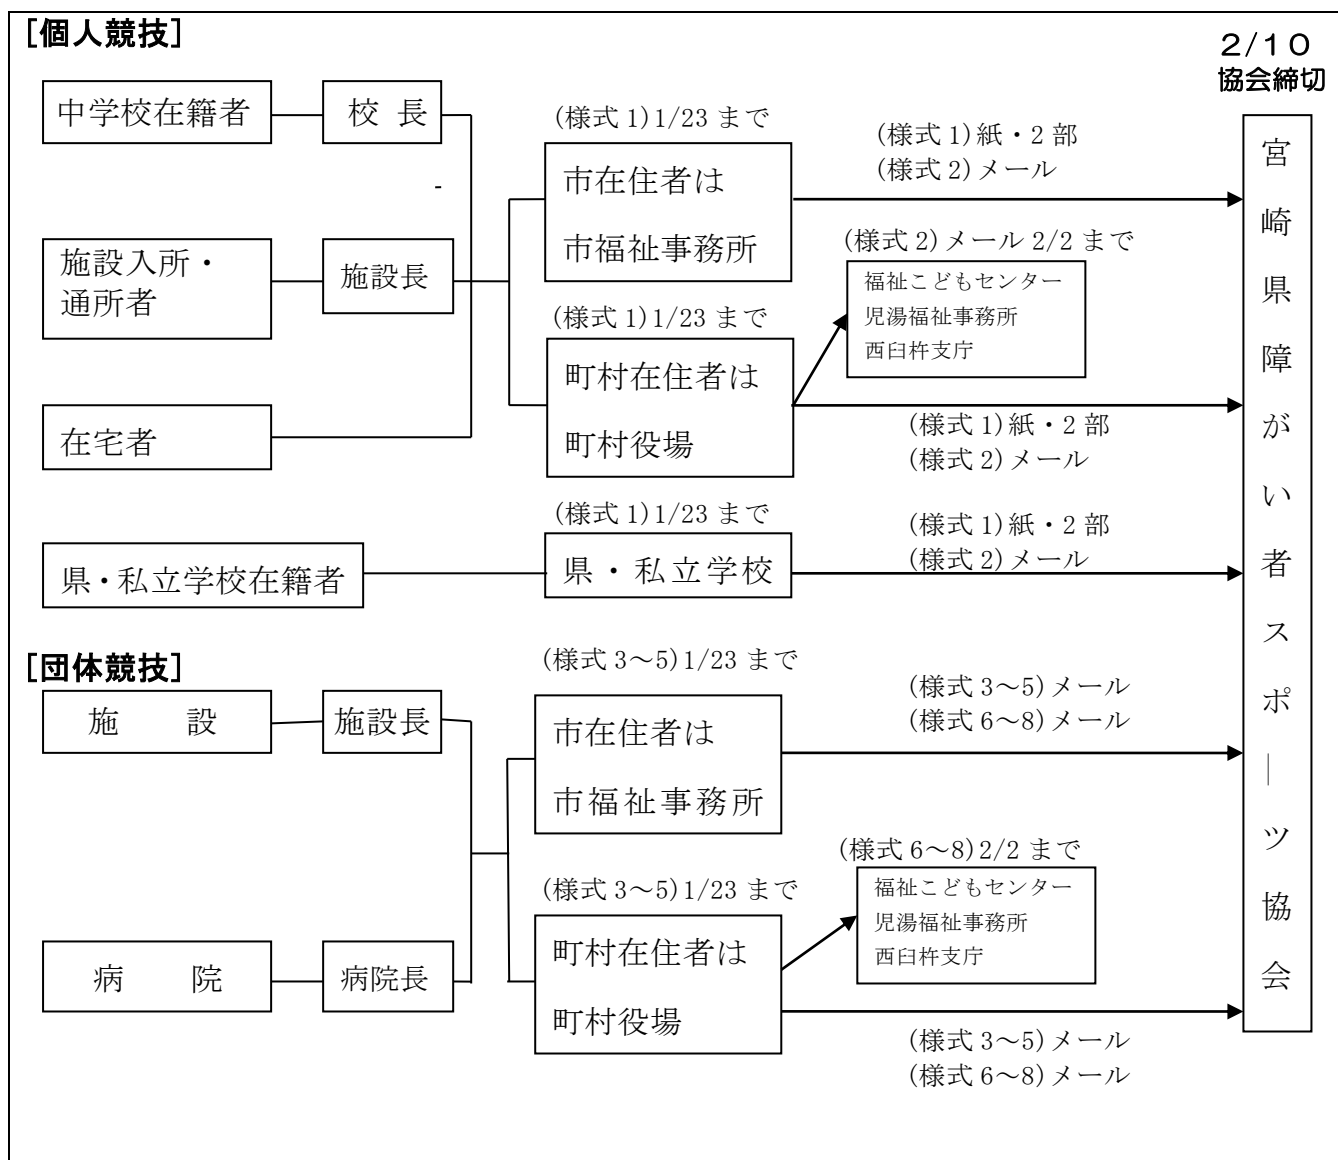 [個人競技]
2/10
協会締切
中学校在籍者
校 長
(様式 1) 1/23 まで
市在住者は
市福祉事務所
(様式 1) 紙・2 部
(様式 2) メール
施設入所・
通所者
施設長
(様式 2) メール 2/2 まで
福祉こどもセンター
児湯福祉事務所
西臼杵支庁
(様式 1) 1/23 まで
町村在住者は
町村役場
(様式 1) 紙・2 部
(様式 2) メール
在宅者
県・私立学校在籍者
(様式 1) 1/23 まで
県・私立学校
(様式 1) 紙・2 部
(様式 2) メール
宮崎県障がい者スポーツ協会
[団体競技]
施 設
施設長
(様式 3～5) 1/23 まで
市在住者は
市福祉事務所
(様式 3～5) メール
(様式 6～8) メール
病 院
病院長
(様式 3～5) 1/23 まで
町村在住者は
町村役場
(様式 6～8) 2/2 まで
福祉こどもセンター
児湯福祉事務所
西臼杵支庁
(様式 3～5) メール
(様式 6～8) メール